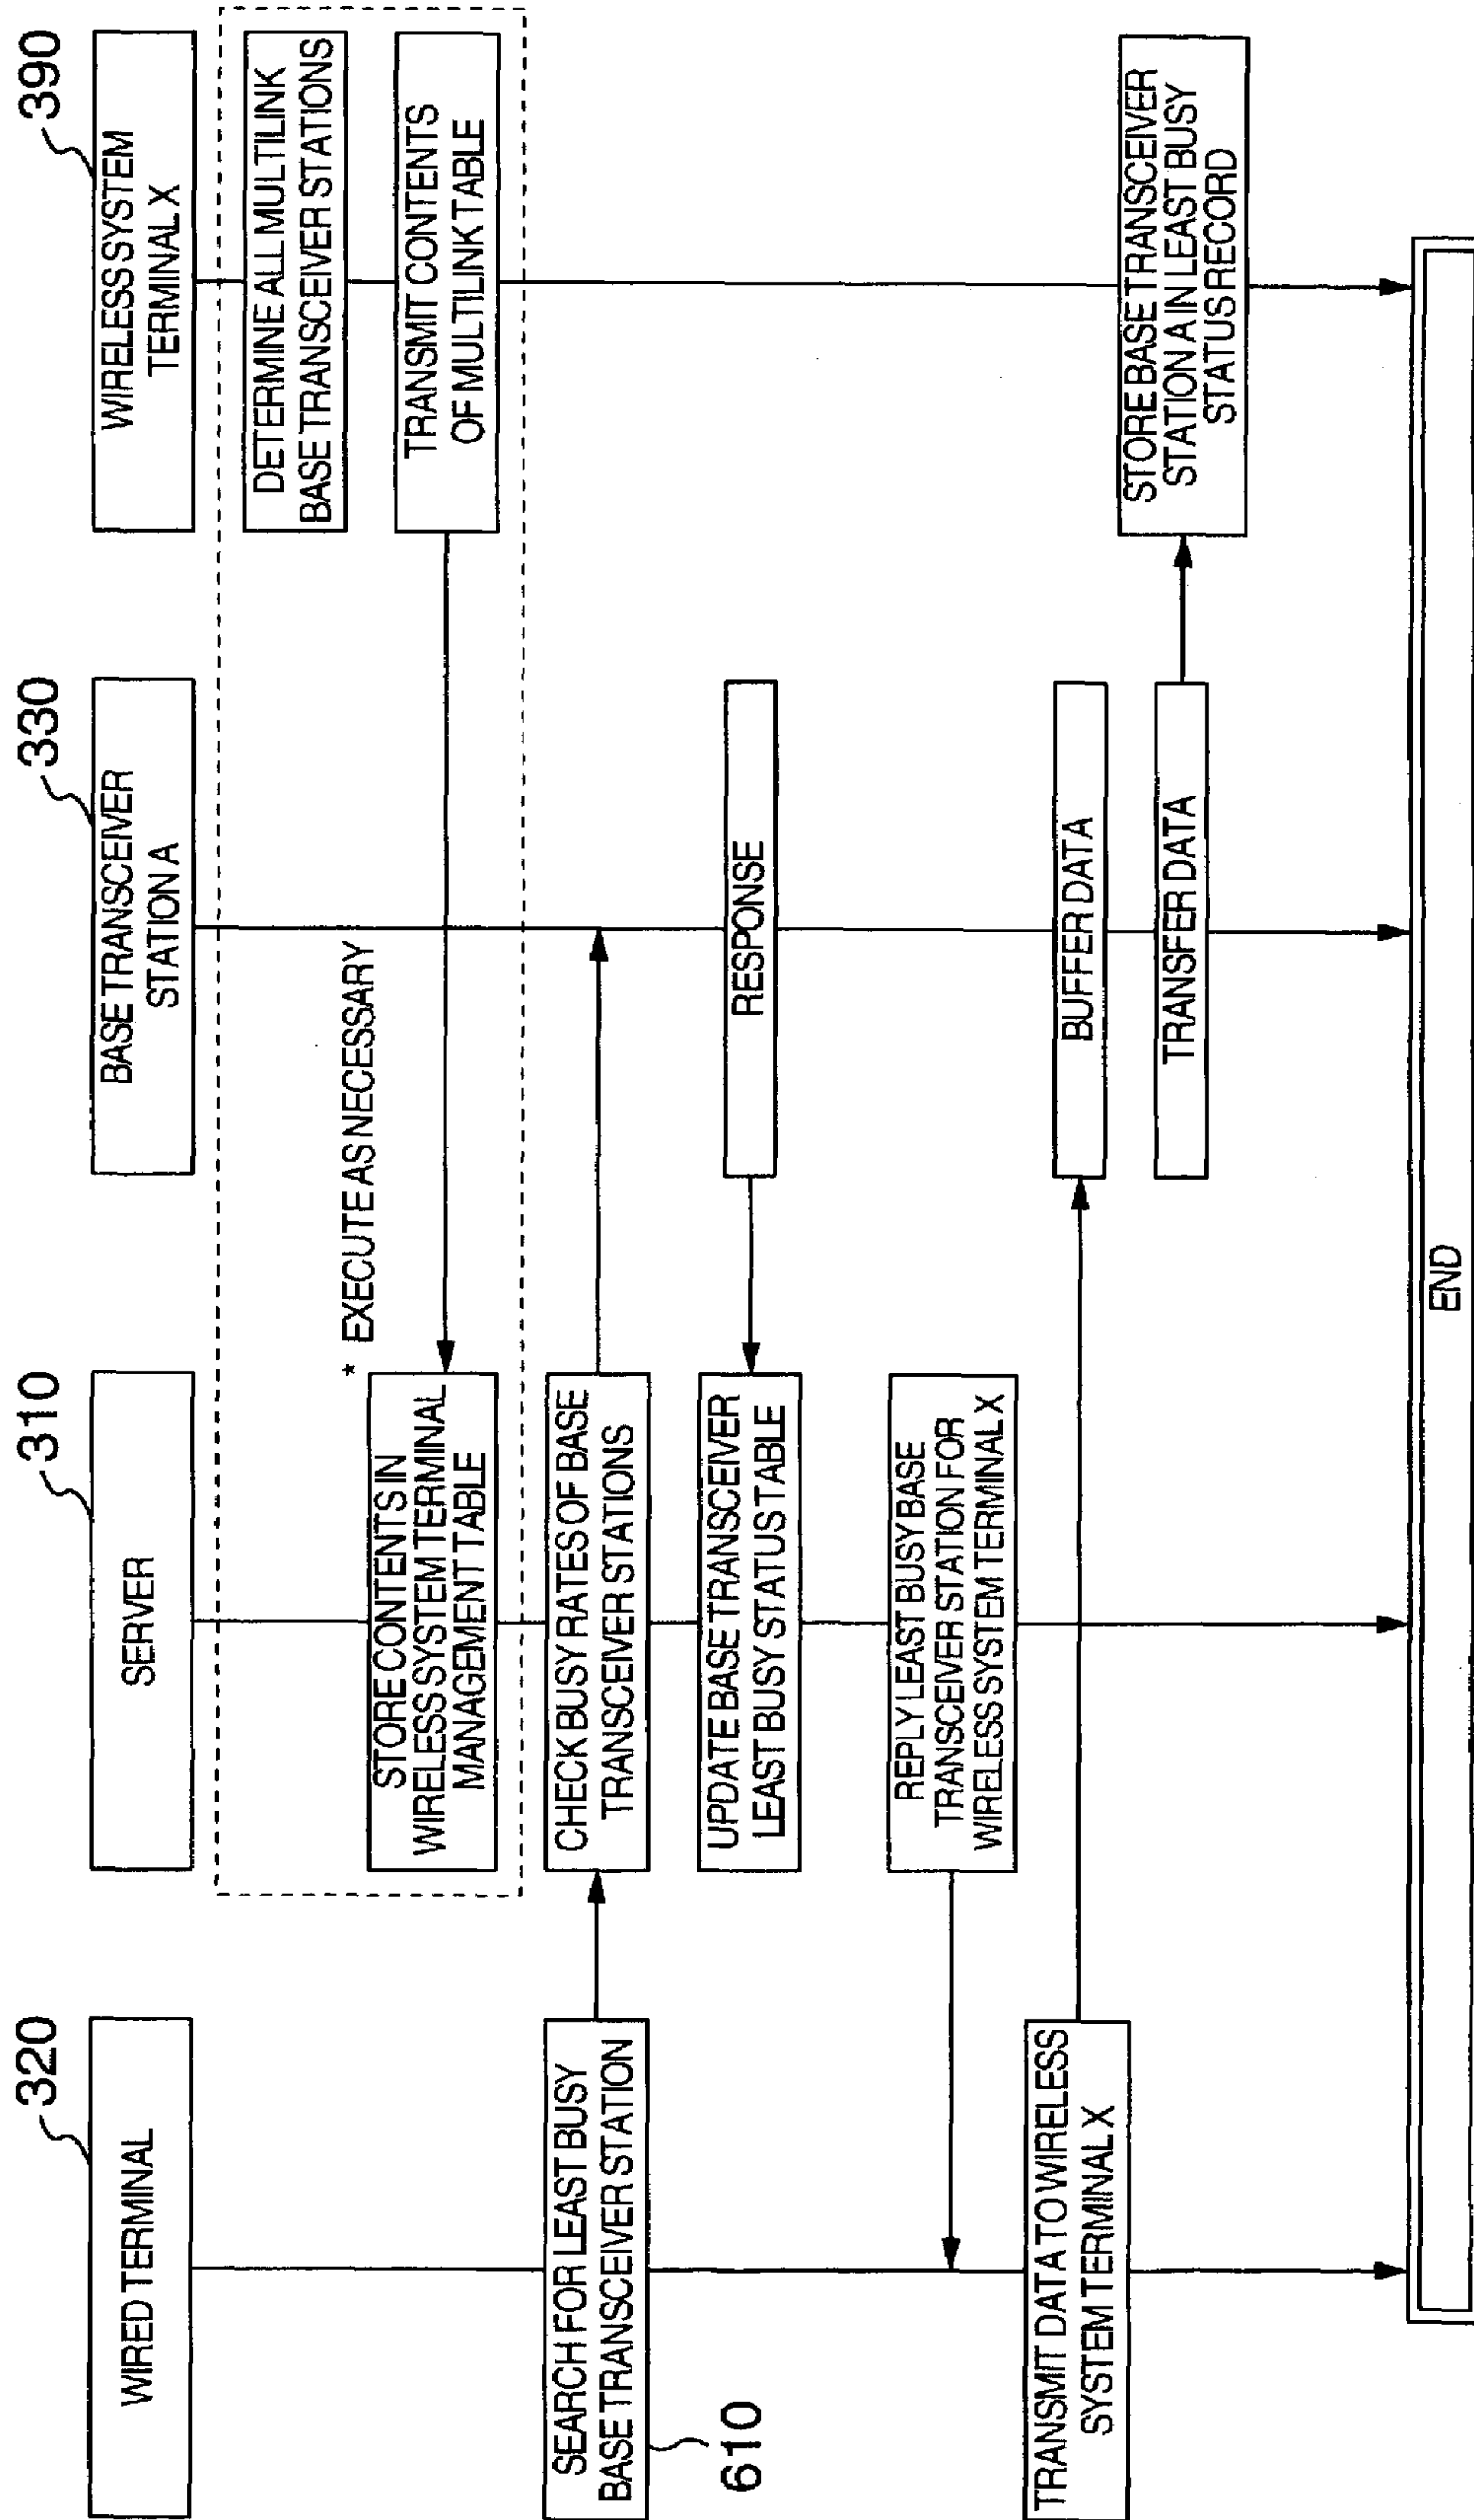 320
WIRED TERMINAL
310
SERVER
330
BASE TRANSCEIVER
STATION A
390
WIRELESS SYSTEM
TERMINAL X
DETERMINE ALL MULTILINK
BASE TRANSCEIVER STATIONS
* EXECUTE AS NECESSARY
STORE CONTENTS IN
WIRELESS SYSTEM TERMINAL
MANAGEMENT TABLE
TRANSMIT CONTENTS
OF MULTILINK TABLE
SEARCH FOR LEAST BUSY
BASE TRANSCEIVER STATION
610
CHECK BUSY RATES OF BASE
TRANSCEIVER STATIONS
UPDATE BASE TRANSCEIVER
LEAST BUSY STATUS TABLE
RESPONSE
REPLY LEAST BUSY BASE
TRANSCEIVER STATION FOR
WIRELESS SYSTEM TERMINAL X
TRANSMIT DATA TO WIRELESS
SYSTEM TERMINAL X
BUFFER DATA
TRANSFER DATA
STORE BASE TRANSCEIVER
STATION A IN LEAST BUSY
STATUS RECORD
END